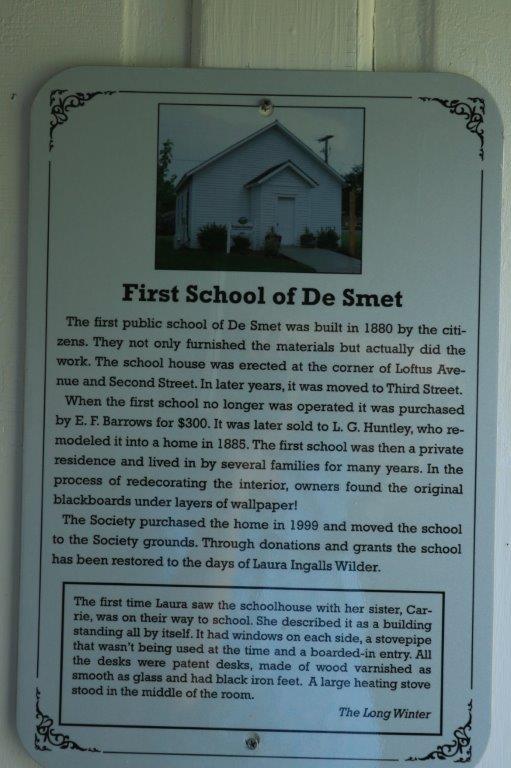 First School of De Smet
The first public school of De Smet was built in 1880 by the citi-
zens. They not only furnished the materials but actually did the
work. The school house was erected at the corner of Loftus Ave-
nue and Second Street. In later years, it was moved to Third Street.
When the first school no longer was operated it was purchased
by E. F. Barrows for $300. It was later sold to L. G. Huntley, who re-
modeled it into a home in 1885. The first school was then a private
residence and lived in by several families for many years. In the
process of redecorating the interior, owners found the original
blackboards under layers of wallpaper!
The Society purchased the home in 1999 and moved the school
to the Society grounds. Through donations and grants the school
has been restored to the days of Laura Ingalls Wilder.
The first time Laura saw the schoolhouse with her sister, Car-
rie, was on their way to school. She described it as a building
standing all by itself. It had windows on each side, a stovepipe
that wasn't being used at the time and a boarded-in entry. All
the desks were patent desks, made of wood varnished as
smooth as glass and had black iron feet. A large heating stove
stood in the middle of the room.
The Long Winter